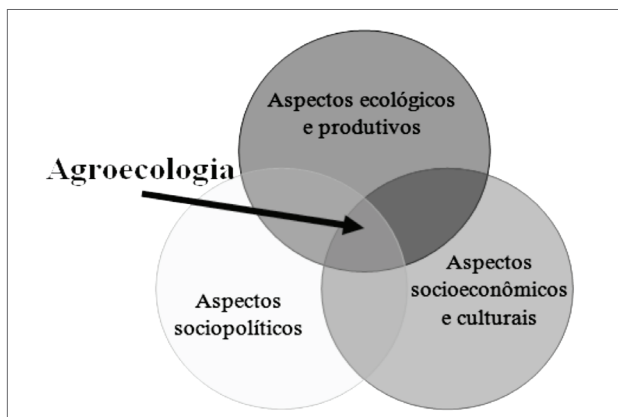 Aspectos ecológicos
e produtivos
Agroecologia
Aspectos
socioeconômicos
e culturais
Aspectos
sociopolíticos